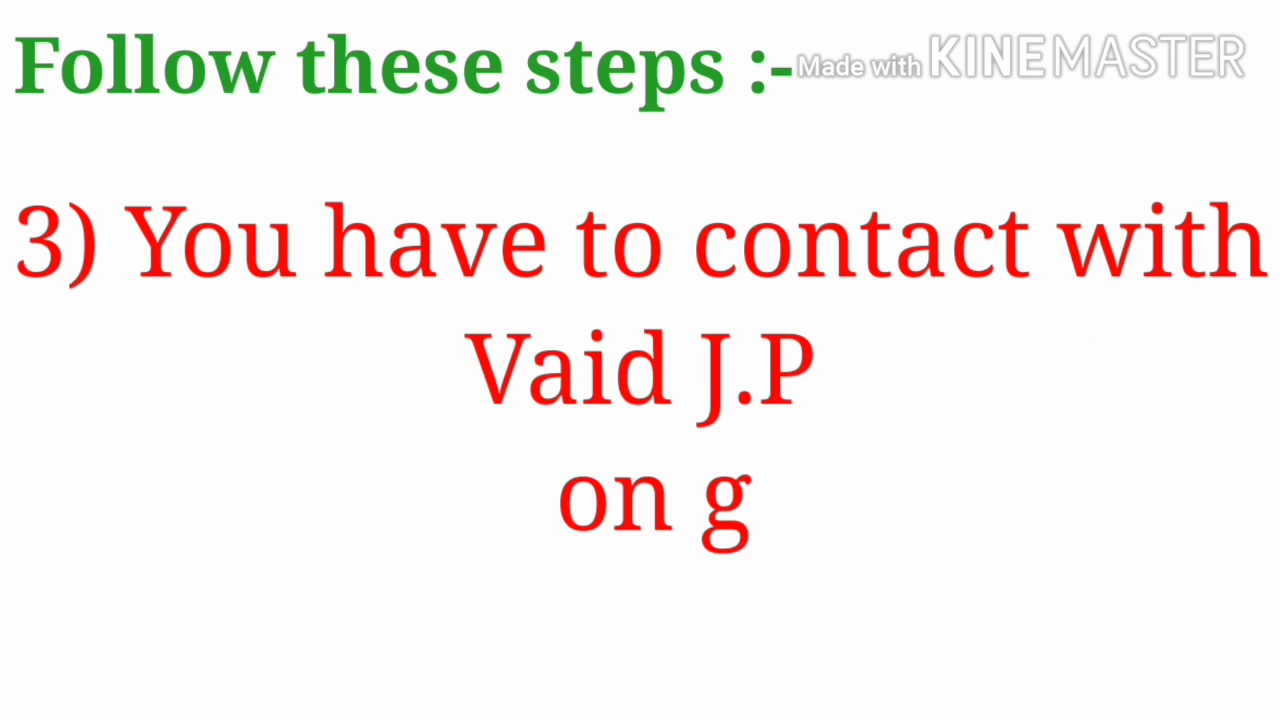 Follow these steps :-
Made with KINEMASTER
3) You have to contact with
Vaid J.P
on g